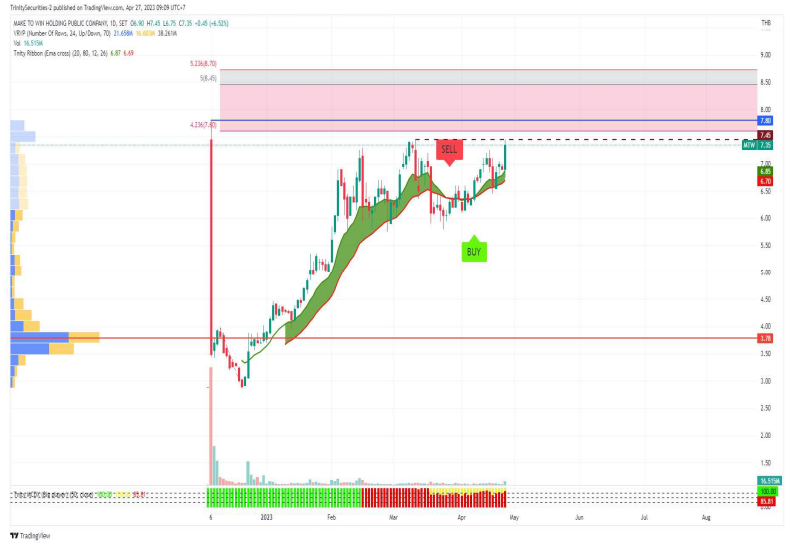 TrinitySecurities-2 published on TradingView.com, Apr 27, 2023 09:09 UTC+7
MAKE TO WIN HOLDING PUBLIC COMPANY, 1D, SET O6.90 H7.45 L6.75 C7.35 +0.45 (+6.52%)
THB
VRVP (Number Of Rows, 24, Up/Down, 70) 21.658M 16.603M 38.261M
Vol 16.515M
Trnity Ribbon (Ema cross) (20, 80, 12, 26) 6.87 6.69
9.00
5.236(8.70)
5(8.45)
8.50
8.00
4.236(7.60)
7.80
7.45
MTW 7.35
SELL
7.00
6.85
6.70
6.50
6.00
BUY
5.50
5.00
4.50
4.00
3.78
3.50
3.00
2.50
2.00
1.50
16.515M
100.00
85.81
6 2023 Feb Mar Apr May Jun Jul Aug
TradingView